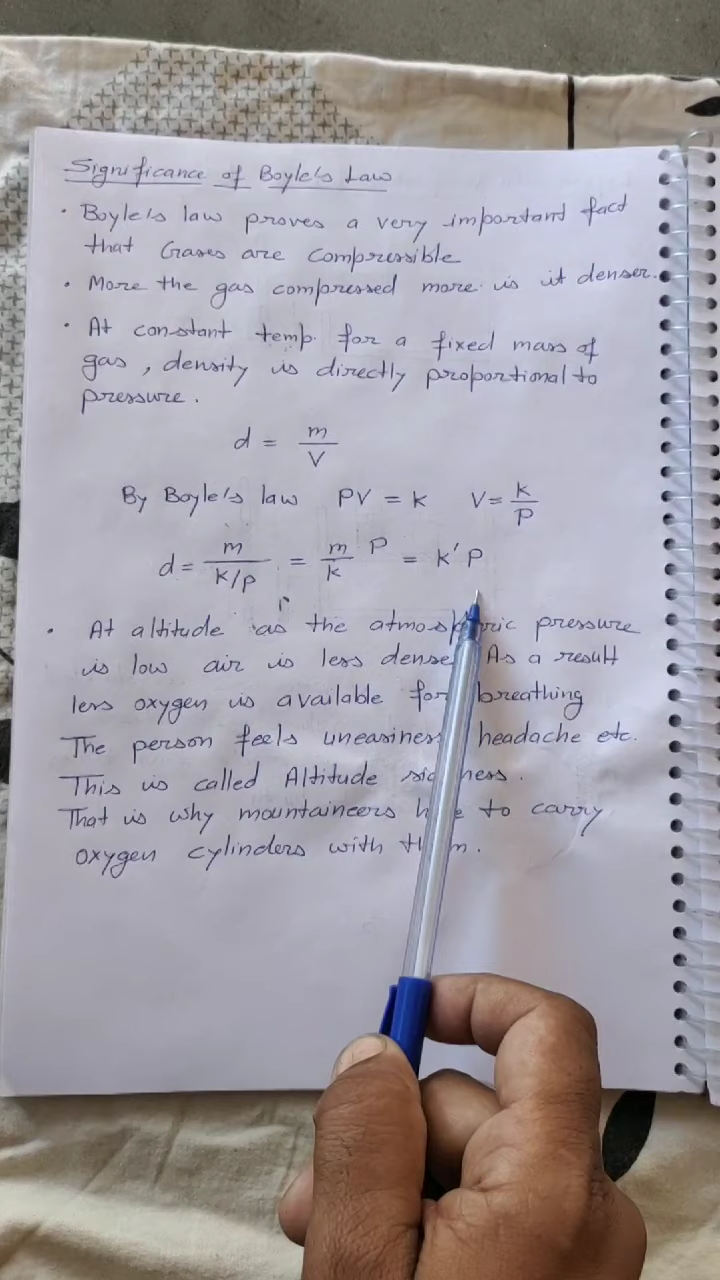 Significance of Boyle's Law
• Boyle's law proves a very important fact
that Gases are compressible
• More the gas compressed more is it denser.
• At constant temp. for a fixed mass of
gas, density is directly proportional to
pressure.
d = m/V
By Boyle's law PV = k V = k/P
d = m/(k/P) = m/k P = k' P
• At altitude as the atmospheric pressure
is low air is less dense. As a result
less oxygen is available for breathing
The person feels uneasiness headache etc.
This is called Altitude sickness.
That is why mountaineers have to carry
oxygen cylinders with them.